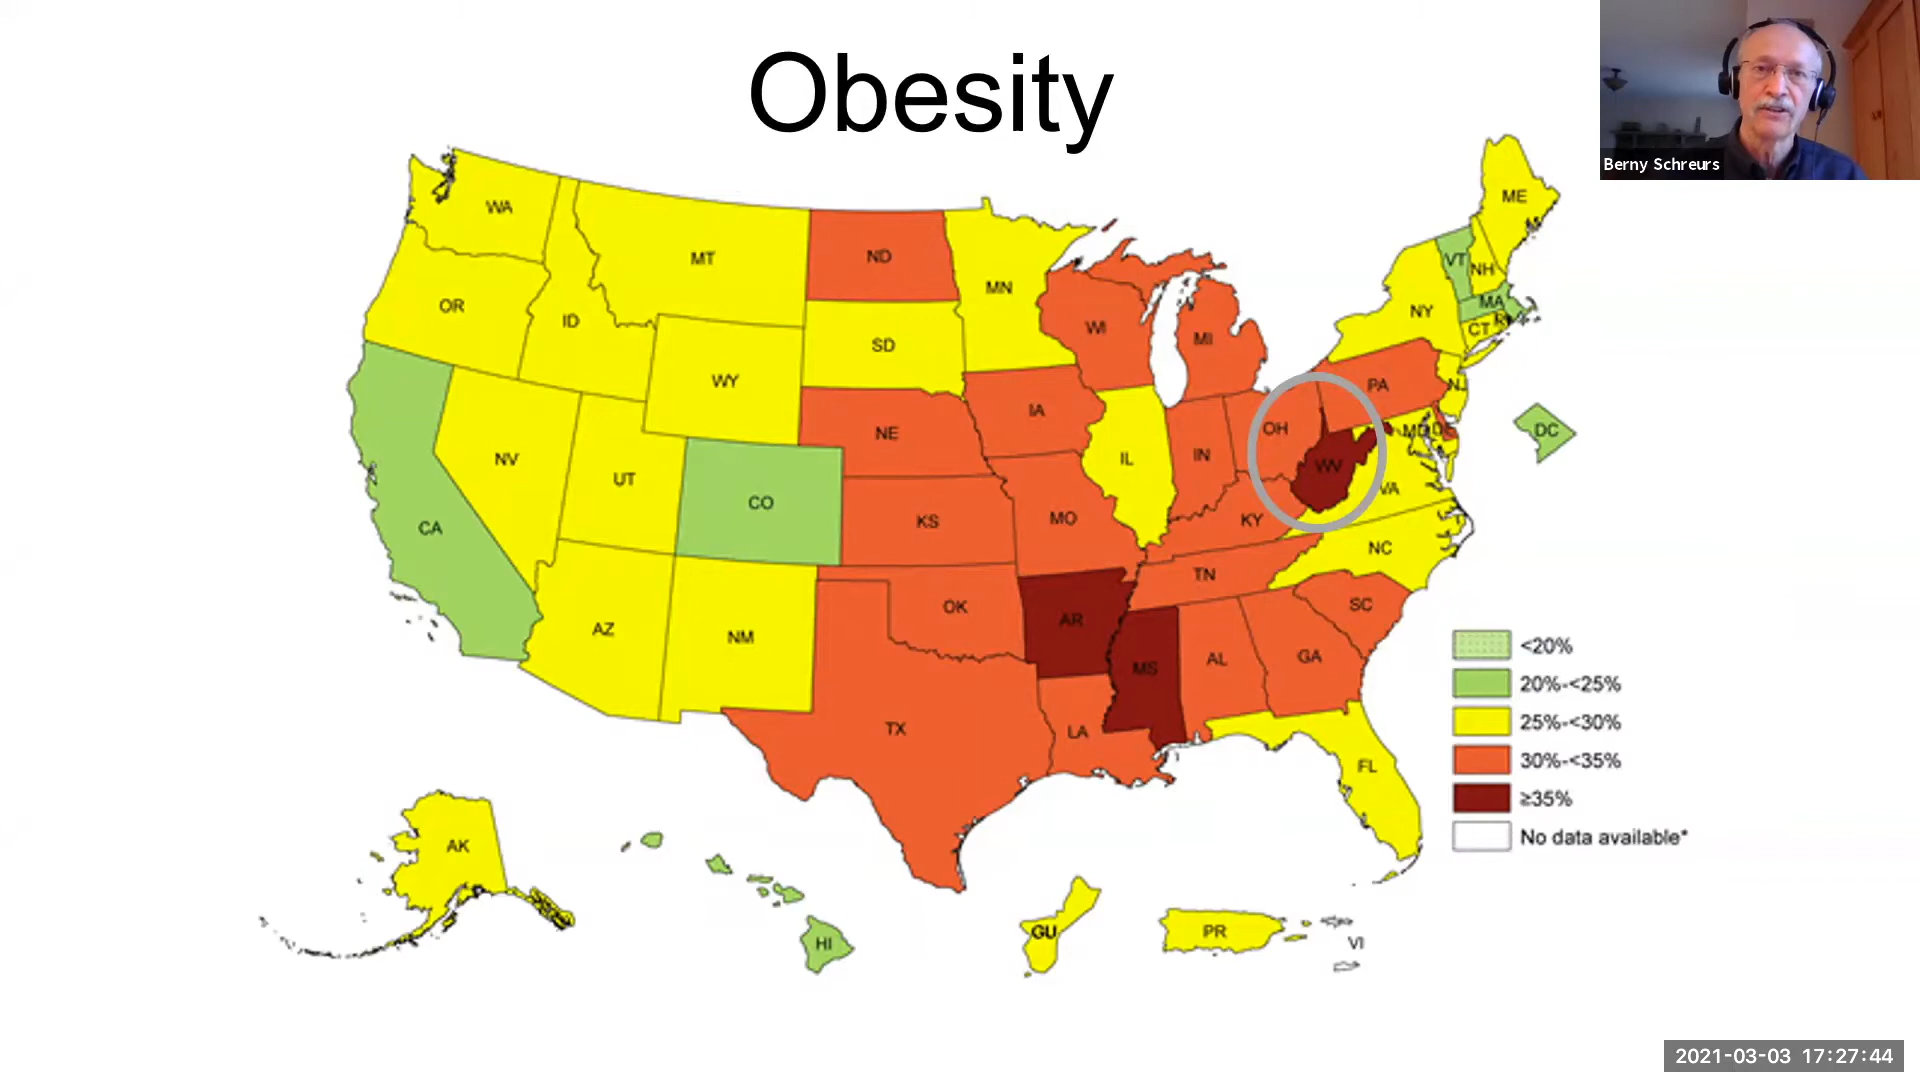 Obesity
Berny Schreurs
WA
MT
ND
MN
ME
VT
NH
OR
ID
SD
WI
MI
NY
MA
CT
WY
IA
PA
NJ
NE
OH
MD
DE
DC
NV
UT
CO
IL
IN
WV
VA
CA
KS
MO
KY
NC
TN
AZ
NM
OK
AR
SC
MS
AL
GA
TX
LA
FL
<20%
20%-<25%
25%-<30%
30%-<35%
≥35%
No data available*
AK
HI
GU
PR
VI
2021-03-03 17:27:44